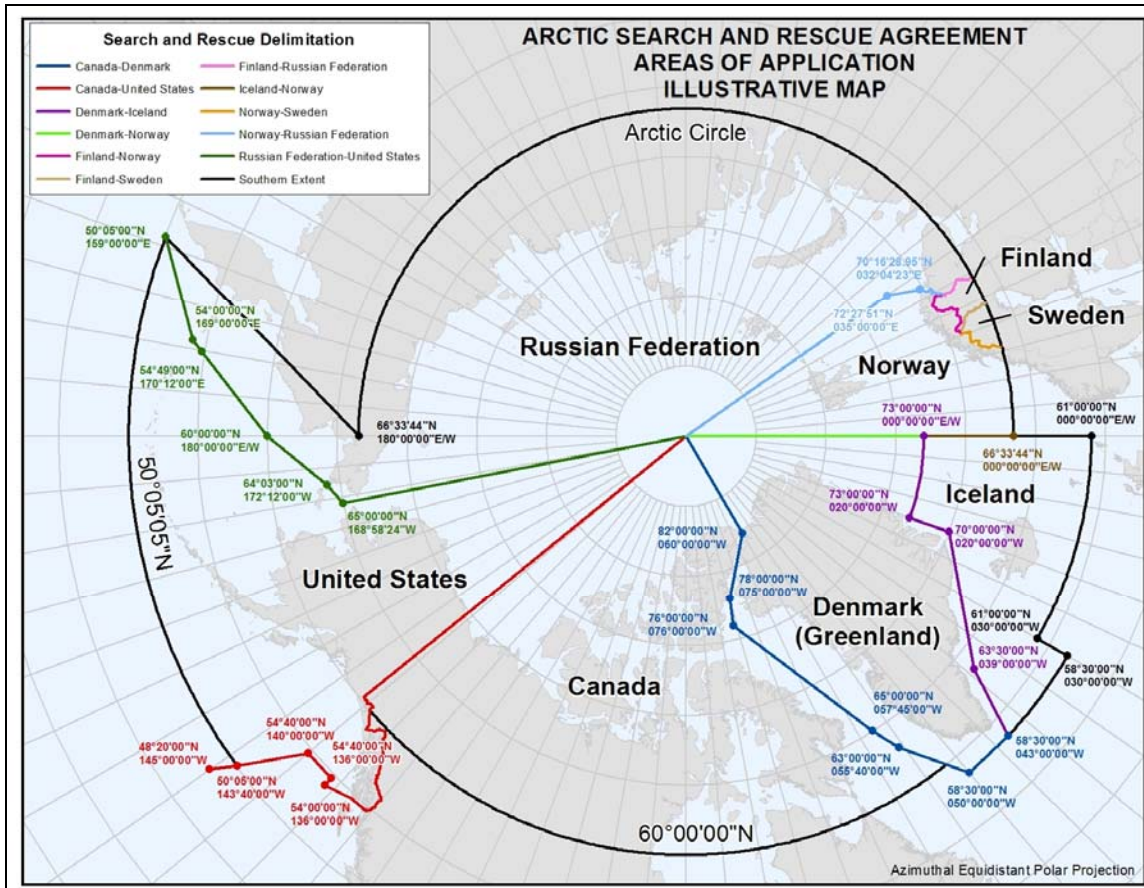 ARCTIC SEARCH AND RESCUE AGREEMENT
AREAS OF APPLICATION
ILLUSTRATIVE MAP
Search and Rescue Delimitation
Canada-Denmark
Canada-United States
Denmark-Iceland
Denmark-Norway
Finland-Norway
Finland-Sweden
Finland-Russian Federation
Iceland-Norway
Norway-Sweden
Norway-Russian Federation
Russian Federation-United States
Southern Extent
Arctic Circle
50°05'00"N
159°00'00"E
54°00'00"N
169°00'00"E
54°49'00"N
170°12'00"E
60°00'00"N
180°00'00"E/W
64°03'00"N
172°12'00"W
65°00'00"N
168°58'24"W
66°33'44"N
180°00'00"E/W
70°16'28.95"N
032°04'23"E
72°27'51"N
035°00'00"E
Finland
Sweden
Norway
Russian Federation
73°00'00"N
000°00'00"E/W
61°00'00"N
000°00'00"E/W
66°33'44"N
000°00'00"E/W
Iceland
73°00'00"N
020°00'00"W
70°00'00"N
020°00'00"W
50°05'05"N
United States
82°00'00"N
060°00'00"W
78°00'00"N
075°00'00"W
76°00'00"N
076°00'00"W
Denmark
(Greenland)
61°00'00"N
030°00'00"W
63°30'00"N
039°00'00"W
58°30'00"N
030°00'00"W
Canada
65°00'00"N
057°45'00"W
63°00'00"N
055°40'00"W
58°30'00"N
043°00'00"W
58°30'00"N
050°00'00"W
54°40'00"N
140°00'00"W
54°40'00"N
136°00'00"W
48°20'00"N
145°00'00"W
50°05'00"N
143°40'00"W
54°00'00"N
136°00'00"W
60°00'00"N
Azimuthal Equidistant Polar Projection